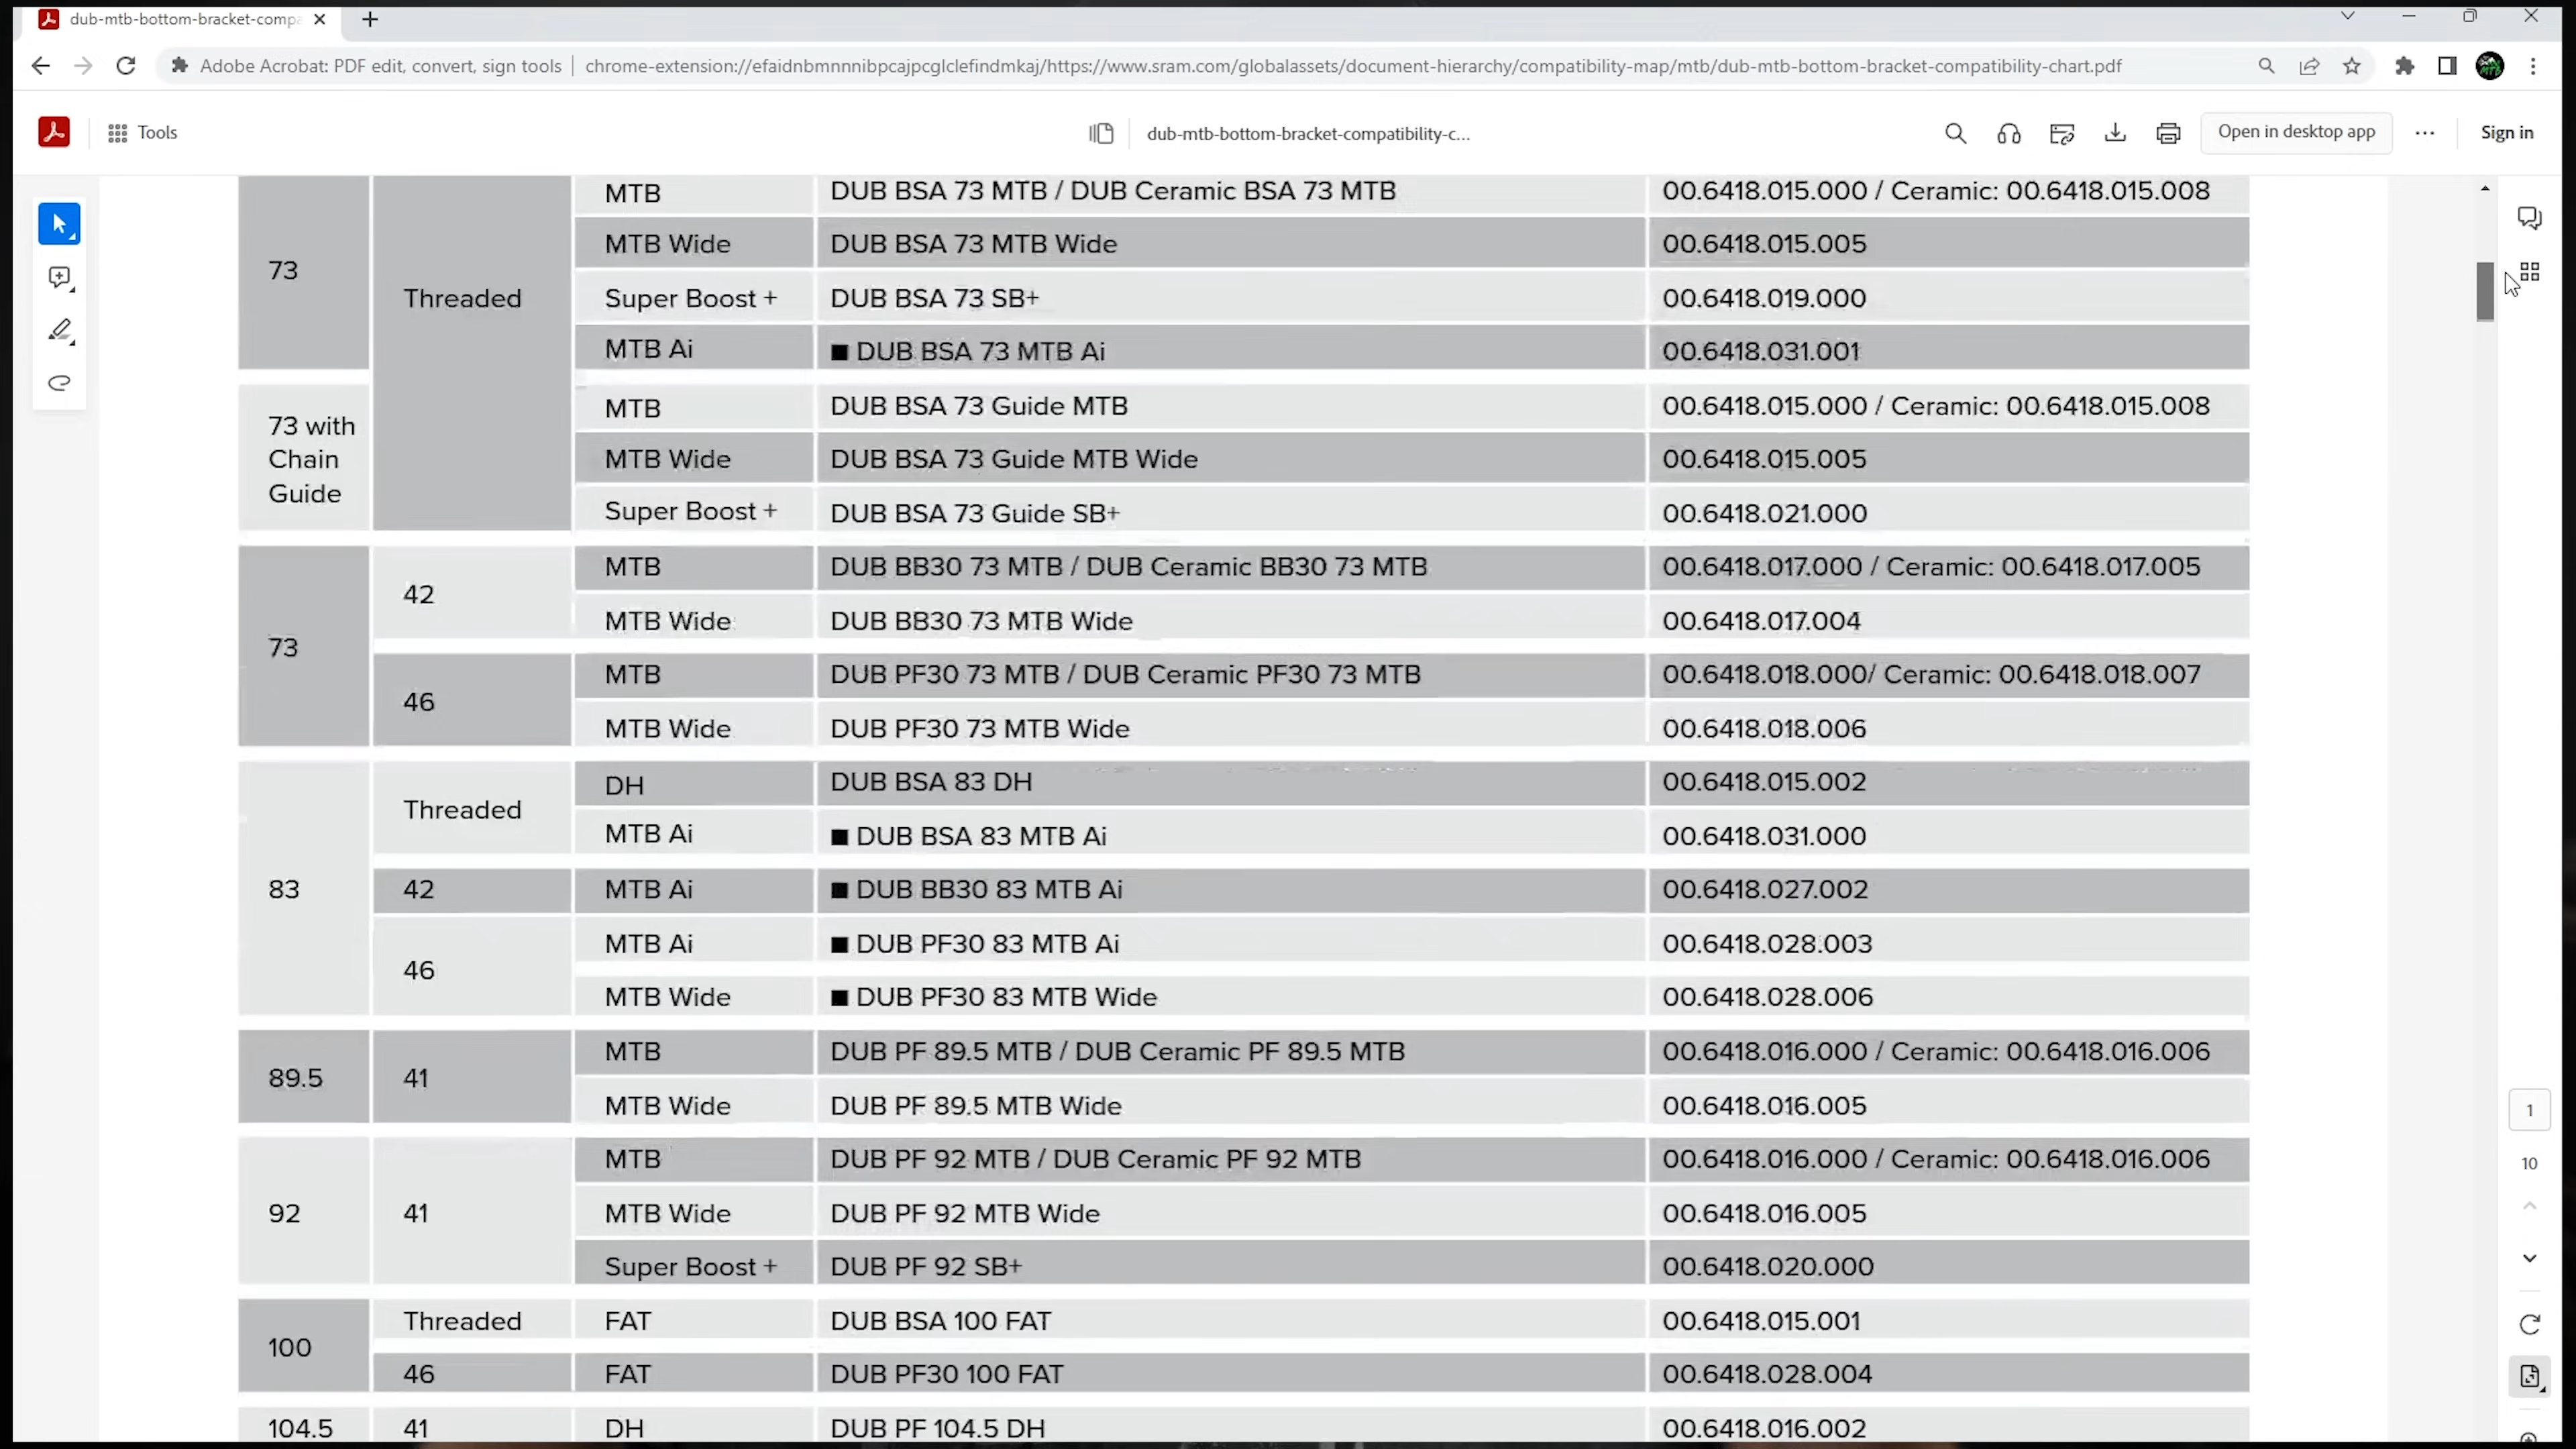 dub-mtb-bottom-bracket-compa
Adobe Acrobat: PDF edit, convert, sign tools | chrome-extension://efaidnbmnnnibpcajpcglclefindmkaj/https://www.sram.com/globalassets/document-hierarchy/compatibility-map/mtb/dub-mtb-bottom-bracket-compatibility-chart.pdf
Tools
dub-mtb-bottom-bracket-compatibility-c...
Open in desktop app
Sign in
73
Threaded
MTB DUB BSA 73 MTB / DUB Ceramic BSA 73 MTB 00.6418.015.000 / Ceramic: 00.6418.015.008
MTB Wide DUB BSA 73 MTB Wide 00.6418.015.005
Super Boost + DUB BSA 73 SB+ 00.6418.019.000
MTB Ai ■ DUB BSA 73 MTB Ai 00.6418.031.001
73 with
Chain
Guide
MTB DUB BSA 73 Guide MTB 00.6418.015.000 / Ceramic: 00.6418.015.008
MTB Wide DUB BSA 73 Guide MTB Wide 00.6418.015.005
Super Boost + DUB BSA 73 Guide SB+ 00.6418.021.000
73
42
MTB DUB BB30 73 MTB / DUB Ceramic BB30 73 MTB 00.6418.017.000 / Ceramic: 00.6418.017.005
MTB Wide DUB BB30 73 MTB Wide 00.6418.017.004
46
MTB DUB PF30 73 MTB / DUB Ceramic PF30 73 MTB 00.6418.018.000/ Ceramic: 00.6418.018.007
MTB Wide DUB PF30 73 MTB Wide 00.6418.018.006
83
Threaded
DH DUB BSA 83 DH 00.6418.015.002
MTB Ai ■ DUB BSA 83 MTB Ai 00.6418.031.000
42 MTB Ai ■ DUB BB30 83 MTB Ai 00.6418.027.002
46
MTB Ai ■ DUB PF30 83 MTB Ai 00.6418.028.003
MTB Wide ■ DUB PF30 83 MTB Wide 00.6418.028.006
89.5
41
MTB DUB PF 89.5 MTB / DUB Ceramic PF 89.5 MTB 00.6418.016.000 / Ceramic: 00.6418.016.006
MTB Wide DUB PF 89.5 MTB Wide 00.6418.016.005
92
41
MTB DUB PF 92 MTB / DUB Ceramic PF 92 MTB 00.6418.016.000 / Ceramic: 00.6418.016.006
MTB Wide DUB PF 92 MTB Wide 00.6418.016.005
Super Boost + DUB PF 92 SB+ 00.6418.020.000
100
Threaded FAT DUB BSA 100 FAT 00.6418.015.001
46 FAT DUB PF30 100 FAT 00.6418.028.004
104.5 41 DH DUB PF 104.5 DH 00.6418.016.002
1
10